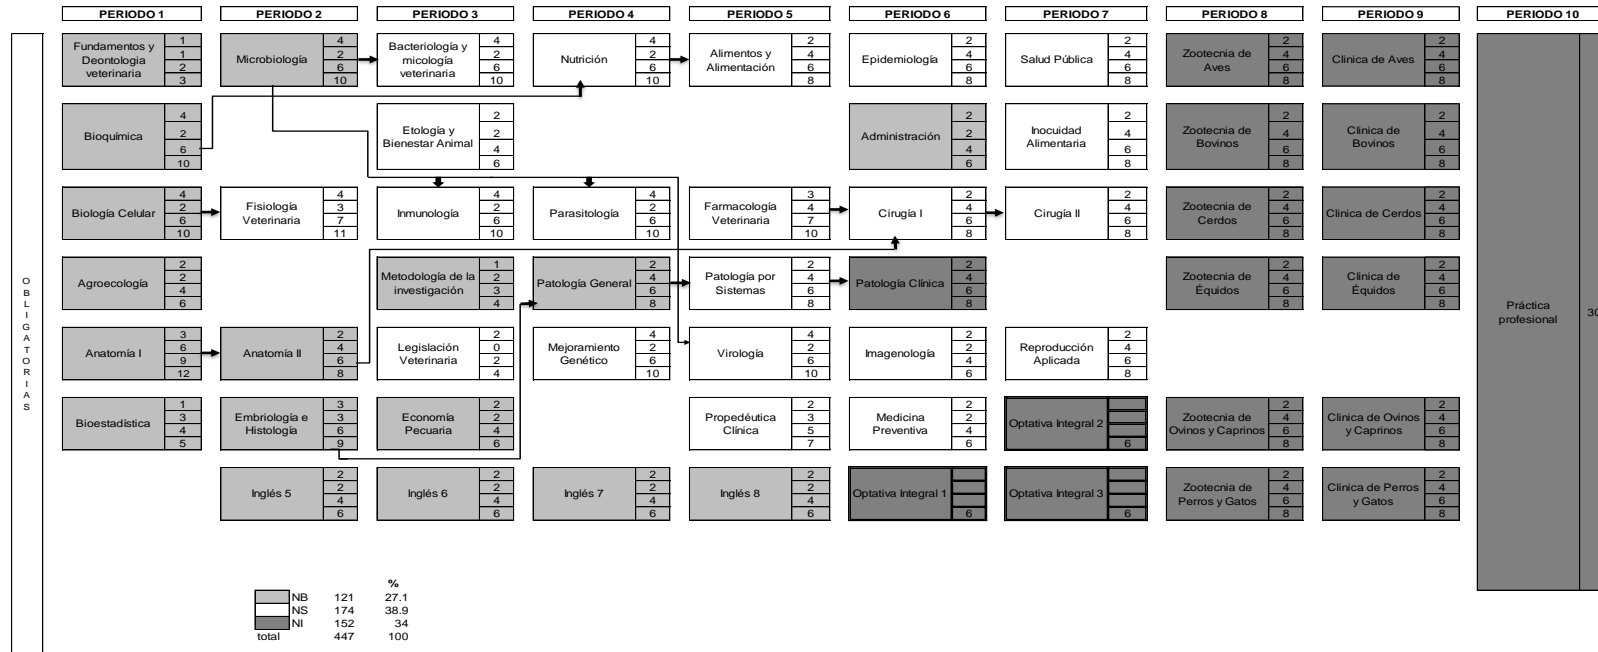 PERIODO 1 PERIODO 2 PERIODO 3 PERIODO 4 PERIODO 5 PERIODO 6 PERIODO 7 PERIODO 8 PERIODO 9 PERIODO 10
OBLIGATORIAS
Fundamentos y
Deontologia
veterinaria
1
1
2
3
Microbiología
4
2
6
10
Bacteriología y
micología
veterinaria
4
2
6
10
Nutrición
4
2
6
10
Alimentos y
Alimentación
2
4
6
8
Epidemiología
2
4
6
8
Salud Pública
2
4
6
8
Zootecnia de
Aves
2
4
6
8
Clinica de Aves
2
4
6
8
Bioquímica
4
2
6
10
Etología y
Bienestar Animal
2
2
4
6
Administración
2
2
4
6
Inocuidad
Alimentaria
2
4
6
8
Zootecnia de
Bovinos
2
4
6
8
Clinica de
Bovinos
2
4
6
8
Biología Celular
4
2
6
10
Fisiología
Veterinaria
4
3
7
11
Inmunología
4
2
6
10
Parasitología
4
2
6
10
Farmacología
Veterinaria
3
4
7
10
Cirugía I
2
4
6
8
Cirugía II
2
4
6
8
Zootecnia de
Cerdos
2
4
6
8
Clinica de Cerdos
2
4
6
8
Agroecología
2
2
4
6
Metodología de la
investigación
1
2
3
4
Patología General
2
4
6
8
Patología por
Sistemas
2
4
6
8
Patología Clínica
2
4
6
8
Zootecnia de
Équidos
2
4
6
8
Clinica de
Équidos
2
4
6
8
Práctica
profesional
30
Anatomía I
3
6
9
12
Anatomía II
2
4
6
8
Legislación
Veterinaria
2
0
2
4
Mejoramiento
Genético
4
2
6
10
Virología
4
2
6
10
Imagenología
2
2
4
6
Reproducción
Aplicada
2
4
6
8
Bioestadística
1
3
4
5
Embriología e
Histología
3
3
6
9
Economía
Pecuaria
2
2
4
6
Propedéutica
Clínica
2
3
5
7
Medicina
Preventiva
2
2
4
6
Optativa Integral 2
6
Zootecnia de
Ovinos y Caprinos
2
4
6
8
Clinica de Ovinos
y Caprinos
2
4
6
8
Inglés 5
2
2
4
6
Inglés 6
2
2
4
6
Inglés 7
2
2
4
6
Inglés 8
2
2
4
6
Optativa Integral 1
6
Optativa Integral 3
6
Zootecnia de
Perros y Gatos
2
4
6
8
Clinica de Perros
y Gatos
2
4
6
8
%
NB 121 27.1
NS 174 38.9
NI 152 34
total 447 100